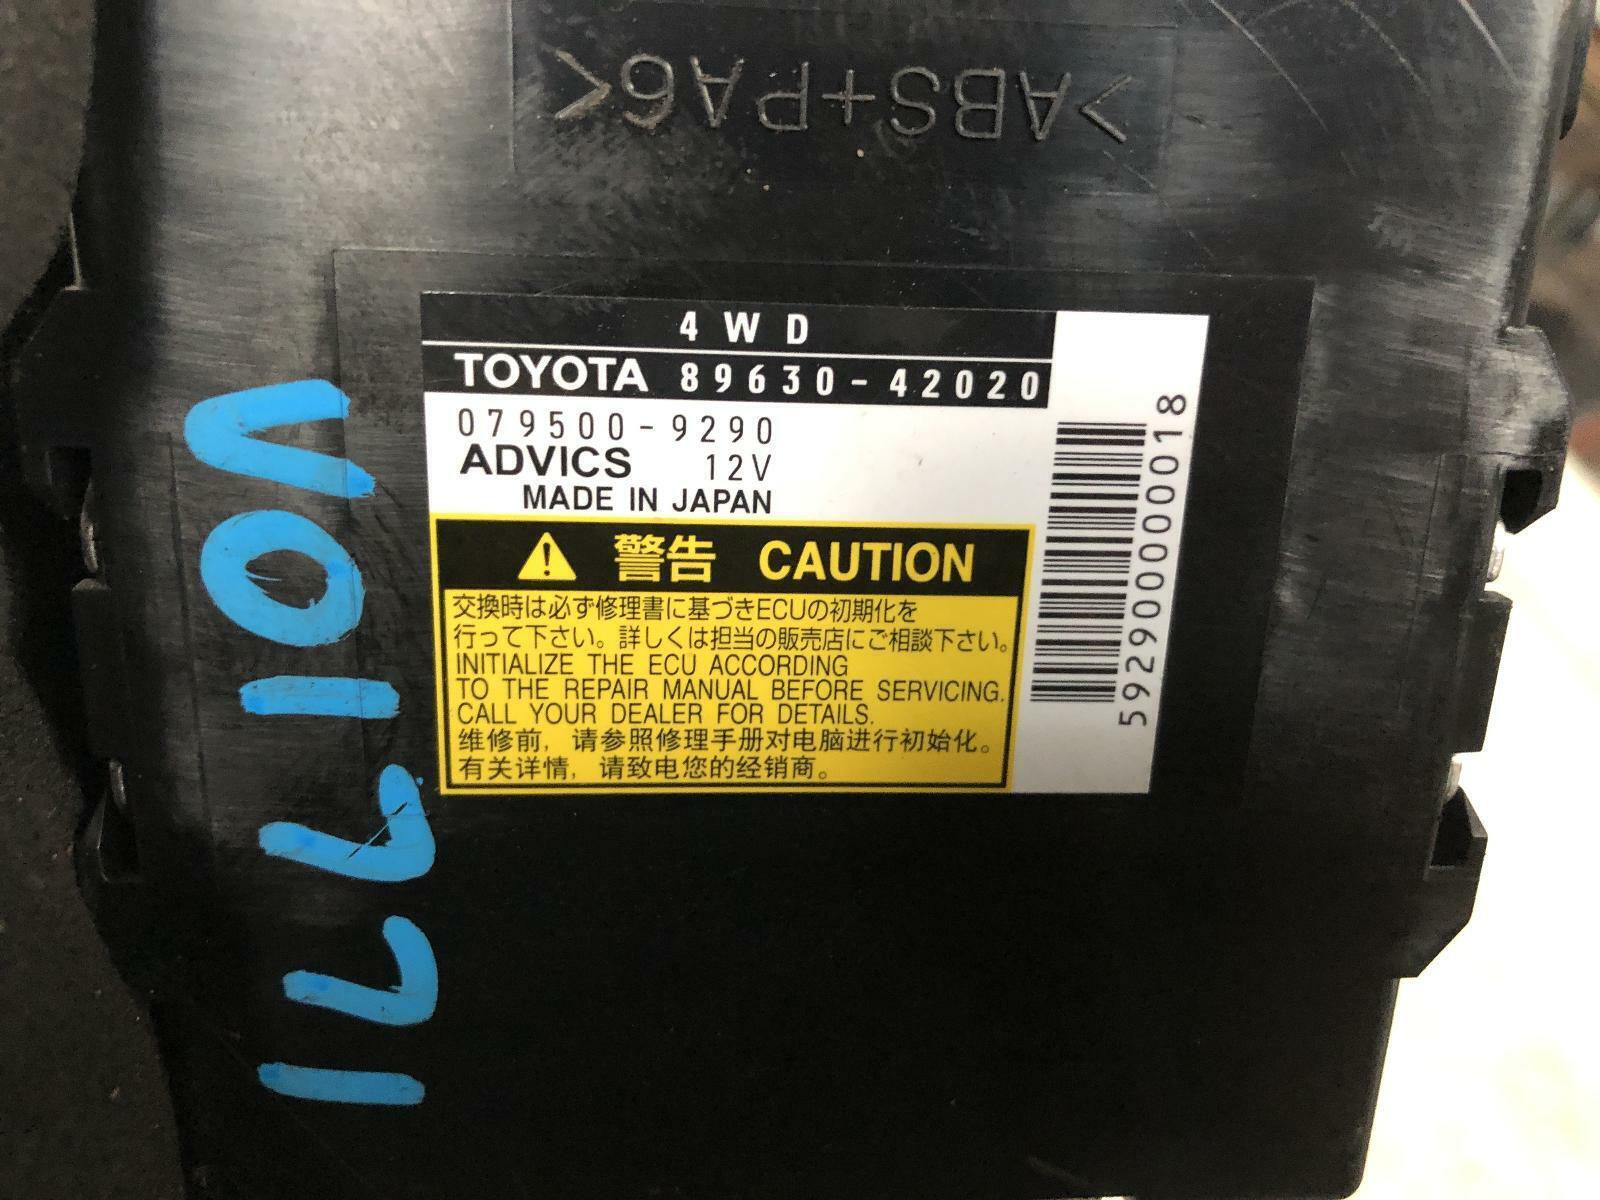 >ABS+PA6<
4WD
TOYOTA 89630-42020
079500-9290
ADVICS 12V
MADE IN JAPAN
警告 CAUTION
交換時は必ず修理書に基づきECUの初期化を
行って下さい。詳しくは担当の販売店にご相談下さい。
INITIALIZE THE ECU ACCORDING
TO THE REPAIR MANUAL BEFORE SERVICING.
CALL YOUR DEALER FOR DETAILS.
维修前，请参照修理手册对电脑进行初始化。
有关详情，请致电您的经销商。
5929000000018
V01771